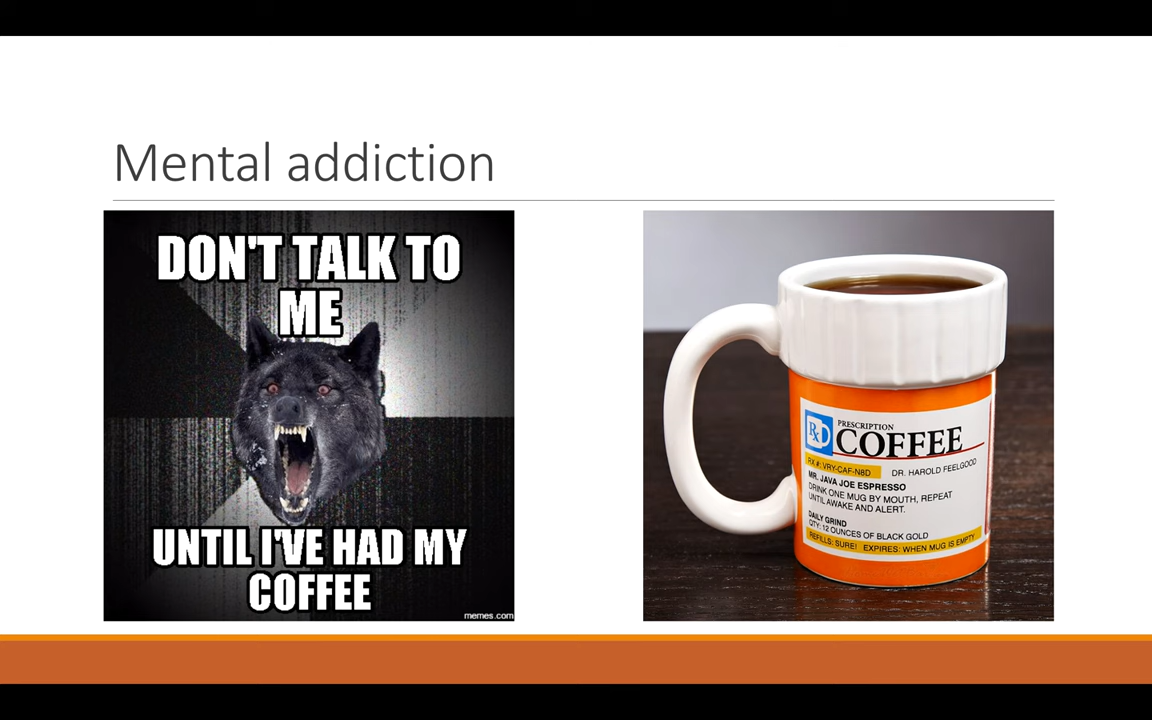 Mental addiction
DON'T TALK TO
ME
UNTIL I'VE HAD MY
COFFEE
memes.com
RxD
PRESCRIPTION
COFFEE
RX #: VRY-CAF-N8D
DR. HAROLD FEELGOOD
MR. JAVA JOE ESPRESSO
DRINK ONE MUG BY MOUTH, REPEAT
UNTIL AWAKE AND ALERT.
DAILY GRIND
QTY: 12 OUNCES OF BLACK GOLD
REFILLS: SURE! EXPIRES: WHEN MUG IS EMPTY